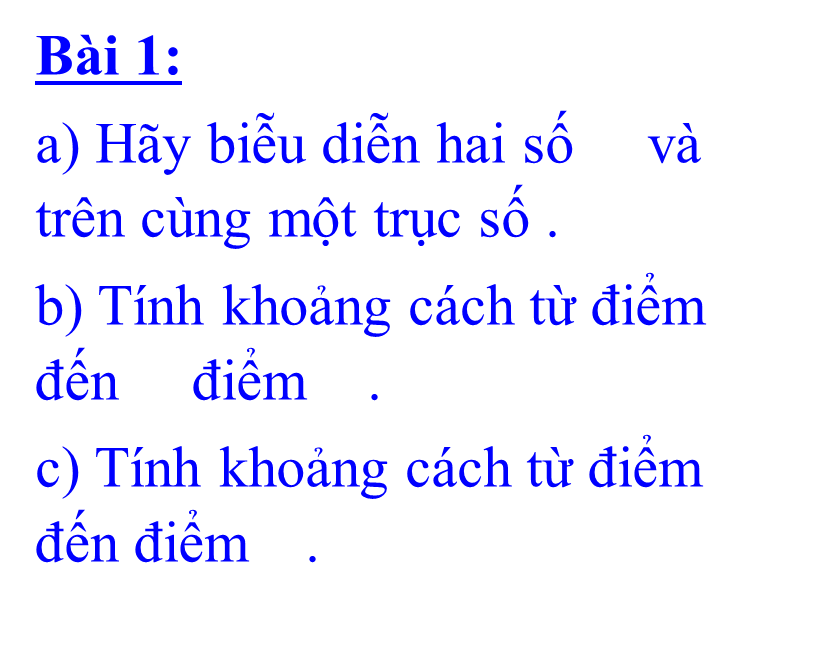 Bài 1:
a) Hãy biễu diễn hai số và
trên cùng một trục số .
b) Tính khoảng cách từ điểm
đến điểm .
c) Tính khoảng cách từ điểm
đến điểm .